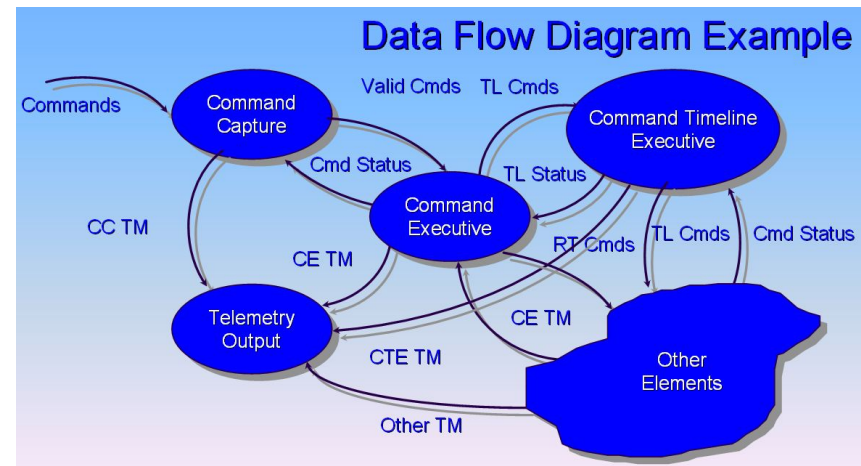 Data Flow Diagram Example
Commands
Command
Capture
Valid Cmds
TL Cmds
Command Timeline
Executive
Cmd Status
TL Status
Command
Executive
CC TM
CE TM
RT Cmds
TL Cmds
Cmd Status
Telemetry
Output
CE TM
CTE TM
Other
Elements
Other TM